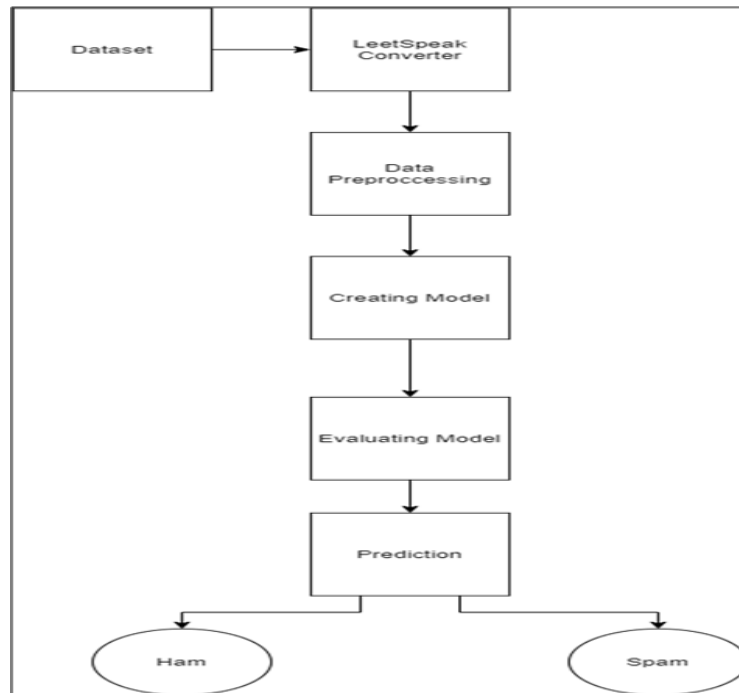 Dataset
LeetSpeak
Converter
Data
Preproccessing
Creating Model
Evaluating Model
Prediction
Ham
Spam